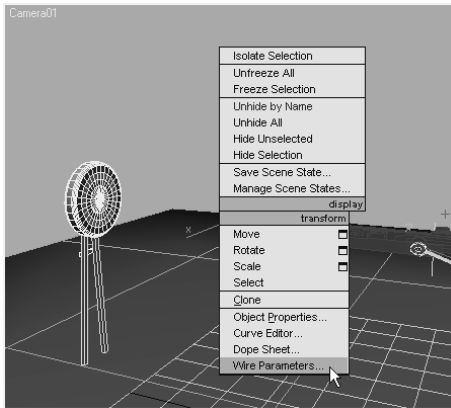 Camera01
Isolate Selection
Unfreeze All
Freeze Selection
Unhide by Name
Unhide All
Hide Unselected
Hide Selection
Save Scene State...
Manage Scene States...
display
transform
Move
Rotate
Scale
Select
Clone
Object Properties...
Curve Editor...
Dope Sheet...
Wire Parameters...
x